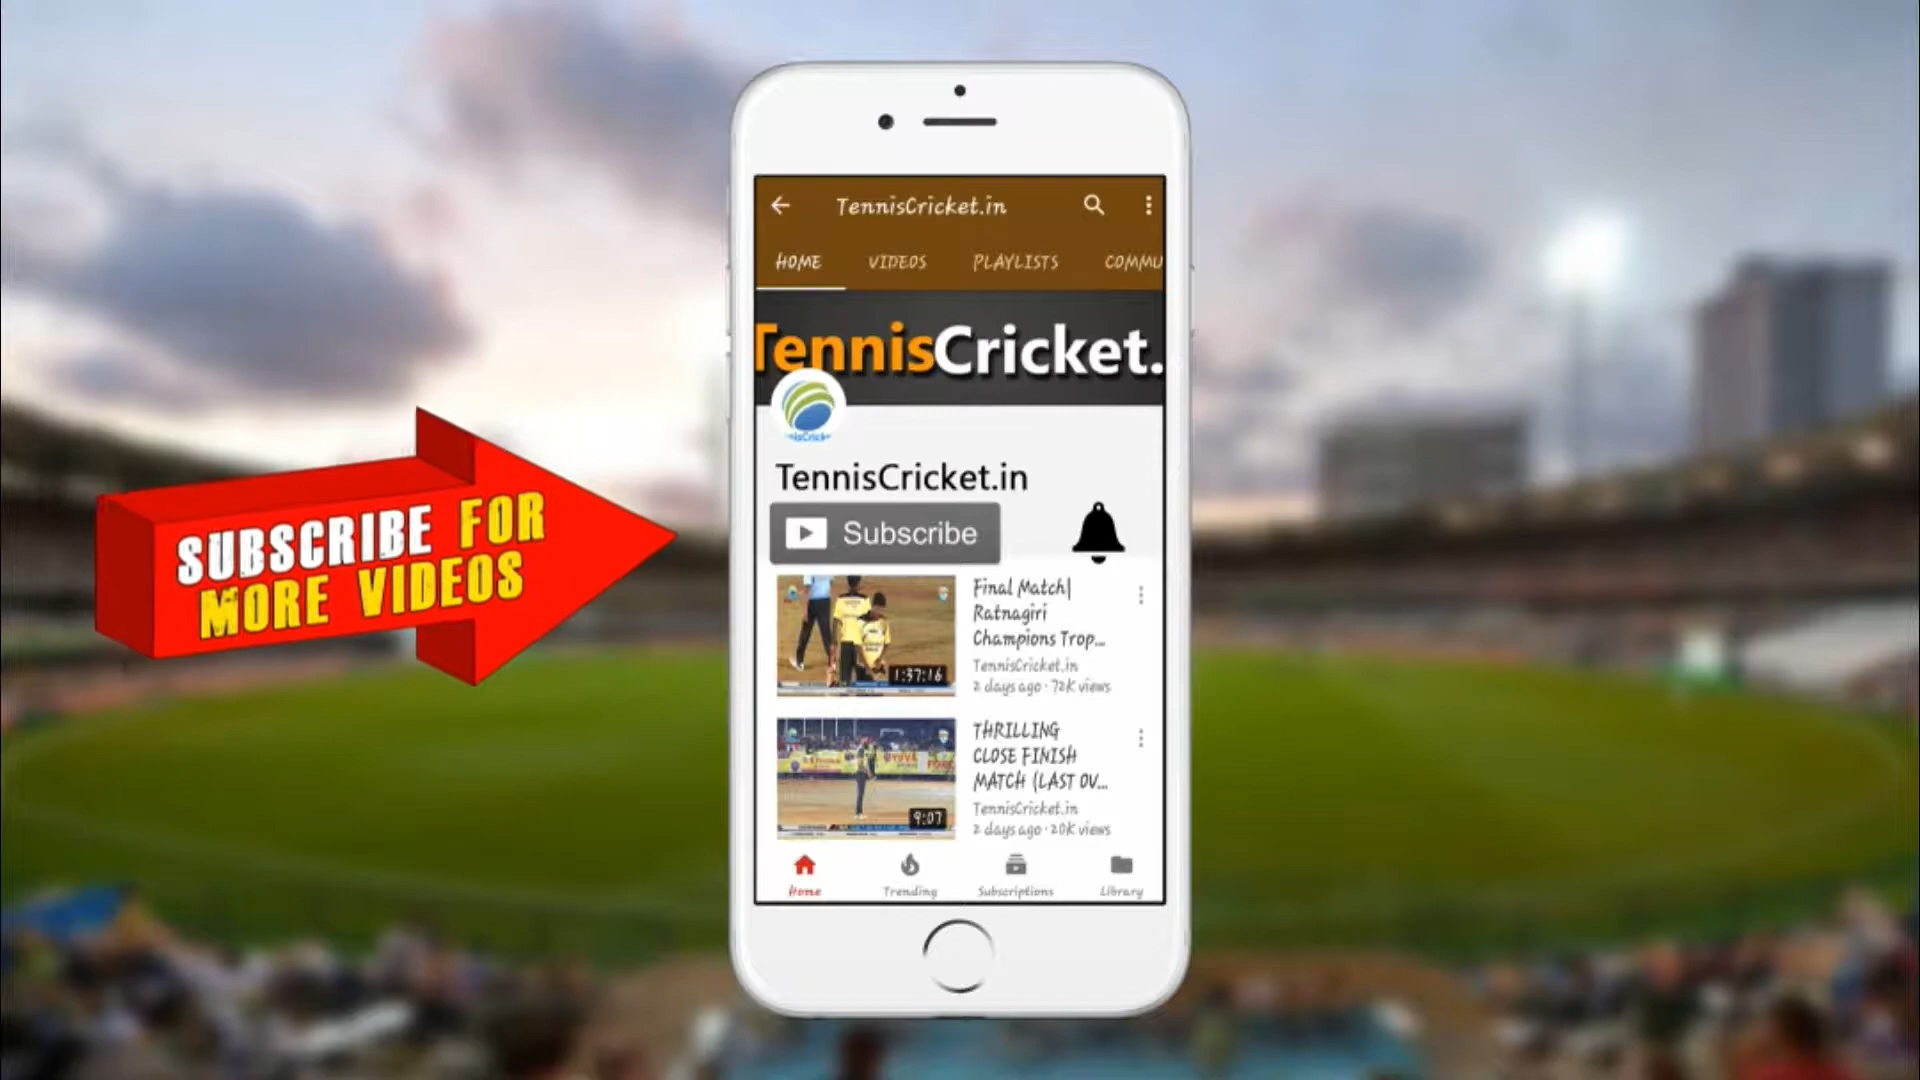 TennisCricket.in
HOME VIDEOS PLAYLISTS COMMU
TennisCricket.
TennisCricket.in
Subscribe
SUBSCRIBE FOR
MORE VIDEOS
Final Match|
Ratnagiri
Champions Trop...
TennisCricket.in
2 days ago · 72K views
1:37:16
THRILLING
CLOSE FINISH
MATCH (LAST OV...
TennisCricket.in
2 days ago · 20K views
9:07
Home Trending Subscriptions Library